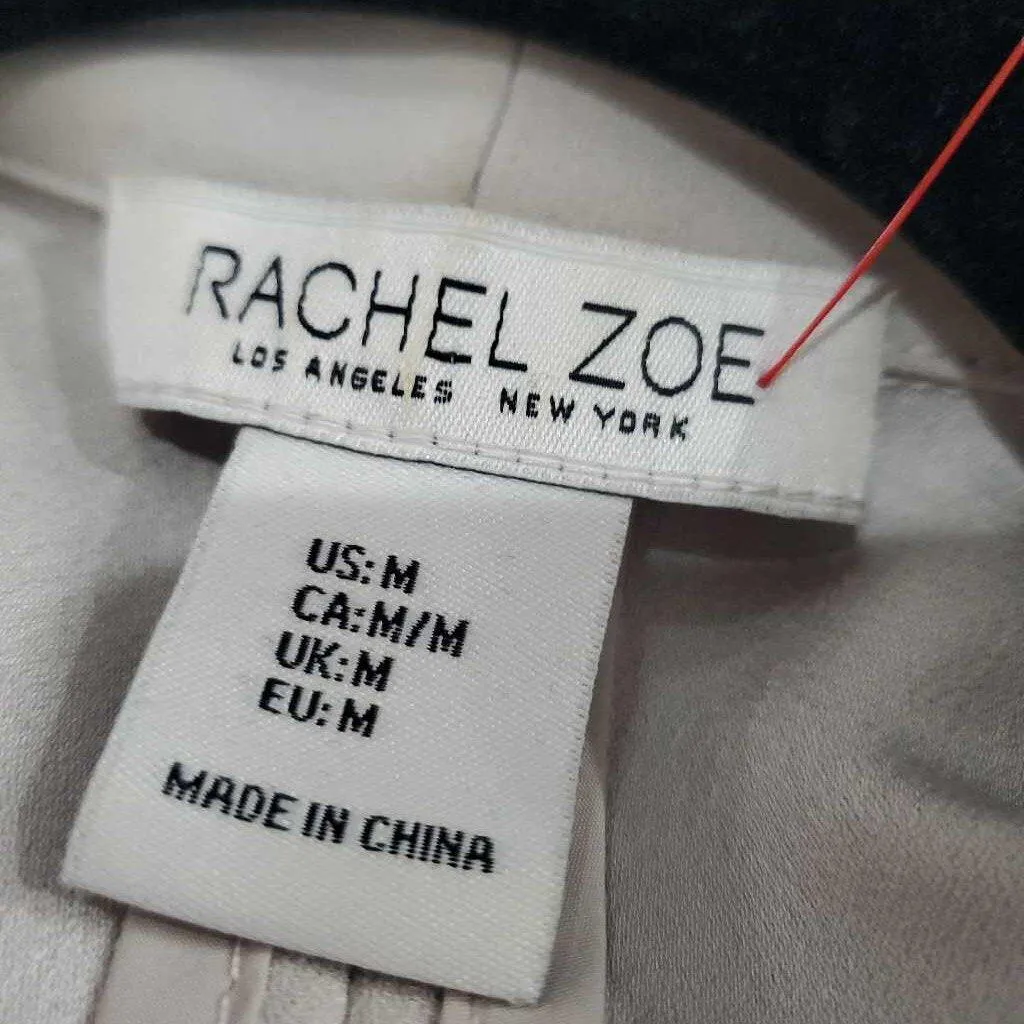 RACHEL ZOE
LOS ANGELES NEW YORK
US: M
CA: M/M
UK: M
EU: M
MADE IN CHINA